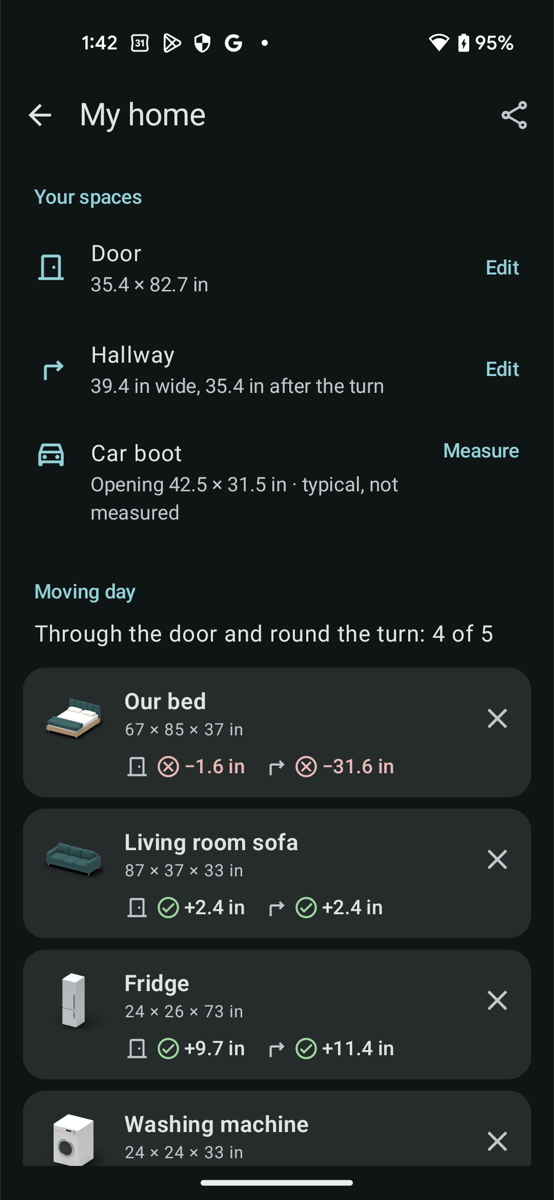 1:42 31 G 95%
My home
Your spaces
Door
35.4 × 82.7 in
Edit
Hallway
39.4 in wide, 35.4 in after the turn
Edit
Car boot
Opening 42.5 × 31.5 in · typical, not
measured
Measure
Moving day
Through the door and round the turn: 4 of 5
Our bed
67 × 85 × 37 in
−1.6 in −31.6 in
Living room sofa
87 × 37 × 33 in
+2.4 in +2.4 in
Fridge
24 × 26 × 73 in
+9.7 in +11.4 in
Washing machine
24 × 24 × 33 in